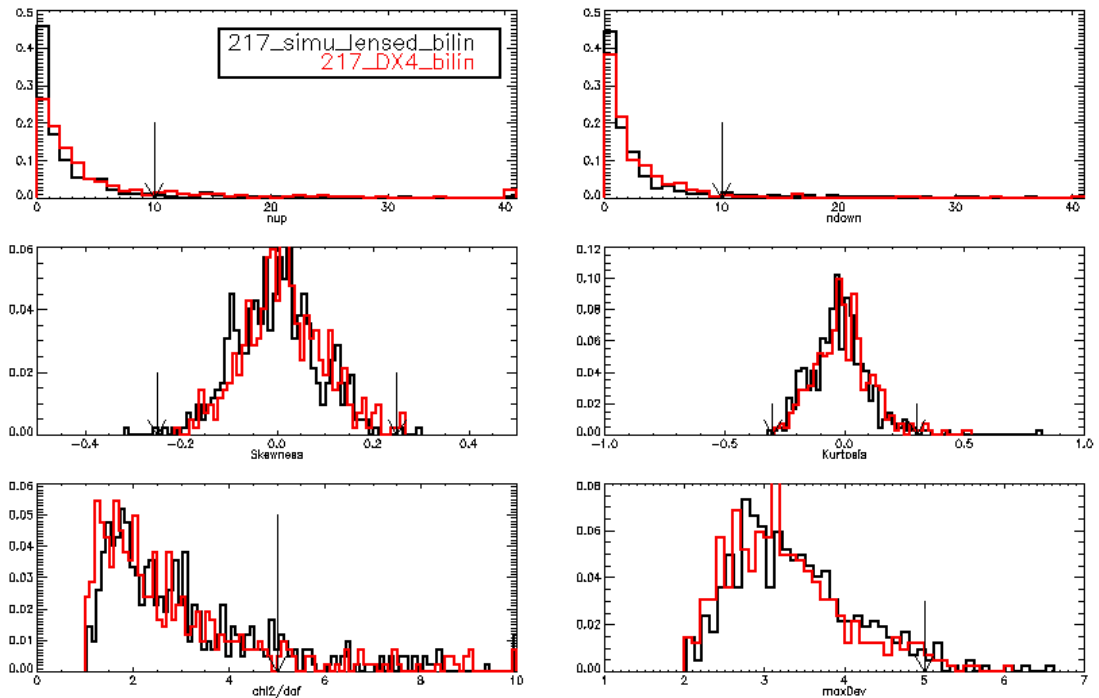 0.5
0.4
0.3
0.2
0.1
0.0
217_simu_lensed_bilin
217_DX4_bilin
0 10 20 30 40
nup
0.5
0.4
0.3
0.2
0.1
0.0
0 10 20 30 40
ndown
0.06
0.04
0.02
0.00
-0.4 -0.2 0.0 0.2 0.4
Skewness
0.12
0.10
0.08
0.06
0.04
0.02
0.00
-1.0 -0.5 0.0 0.5 1.0
Kurtosis
0.06
0.05
0.04
0.03
0.02
0.01
0.00
0 2 4 6 8 10
chi2/dof
0.08
0.06
0.04
0.02
0.00
1 2 3 4 5 6 7
maxDev